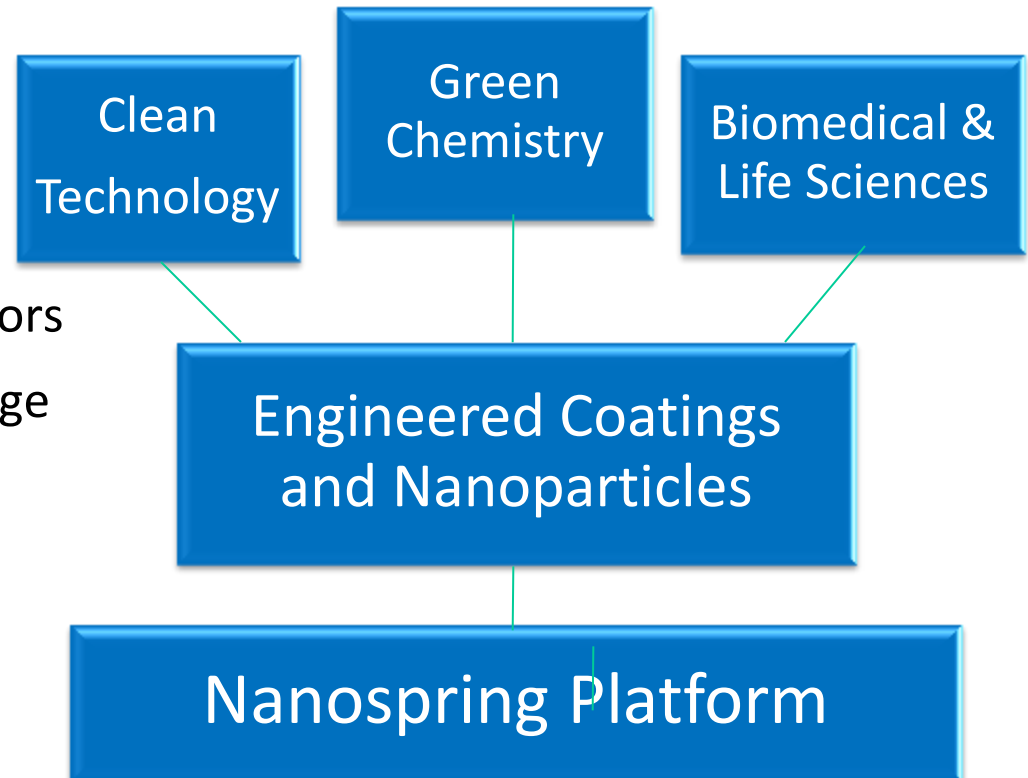 Clean
Technology
Green
Chemistry
Biomedical &
Life Sciences
ors
ge
Engineered Coatings
and Nanoparticles
Nanospring Platform